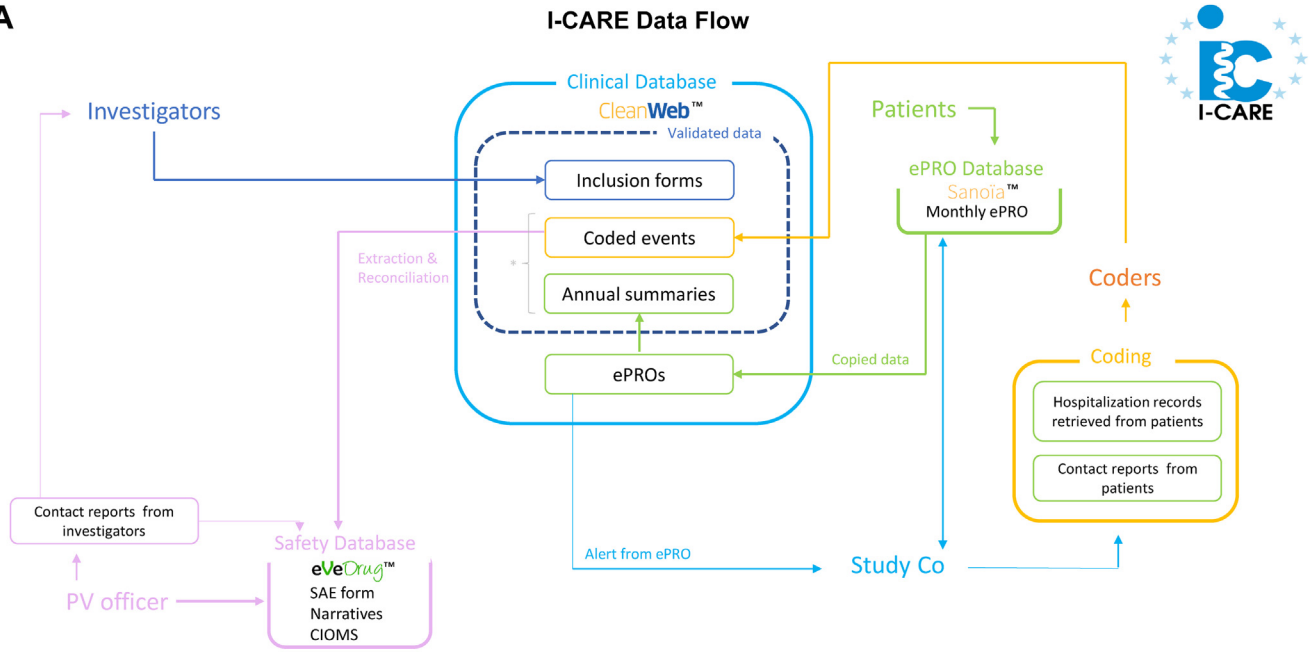 A
I-CARE Data Flow
I-CARE
Investigators
Clinical Database
CleanWeb™
Validated data
Inclusion forms
Coded events
*
Annual summaries
ePROs
Extraction &
Reconciliation
Patients
ePRO Database
Sanoïa™
Monthly ePRO
Copied data
Coders
Coding
Hospitalization records
retrieved from patients
Contact reports from
patients
Contact reports from
investigators
Safety Database
eVeDrug™
SAE form
Narratives
CIOMS
PV officer
Alert from ePRO
Study Co